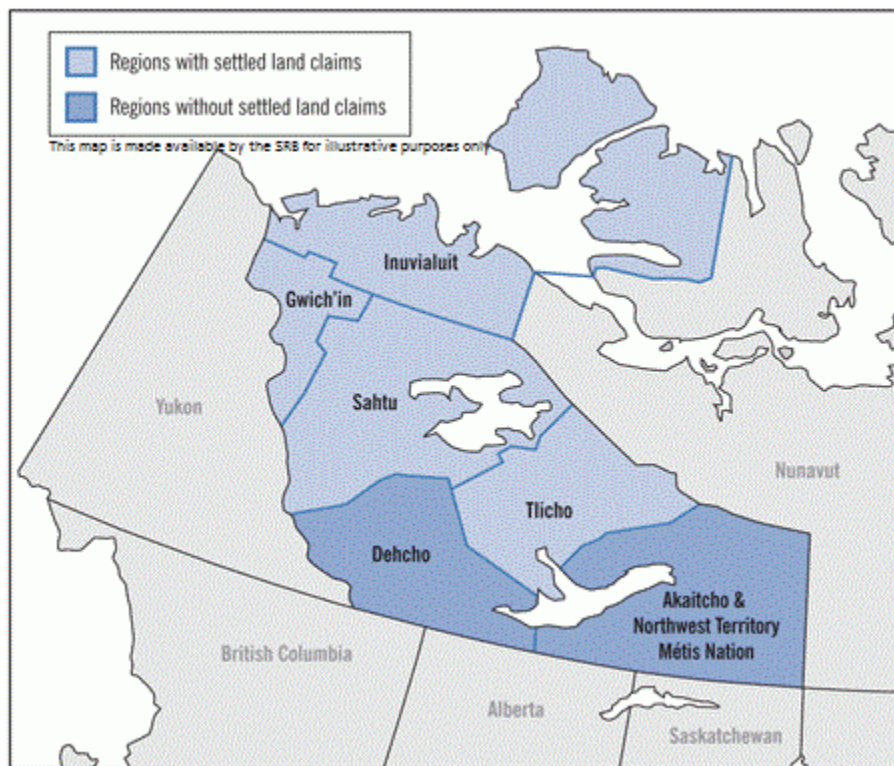 Regions with settled land claims
Regions without settled land claims
This map is made available by the SRB for illustrative purposes only
Inuvialuit
Gwich'in
Yukon
Sahtu
Nunavut
Tlicho
Dehcho
Akaitcho &
Northwest Territory
Métis Nation
British Columbia
Alberta
Saskatchewan